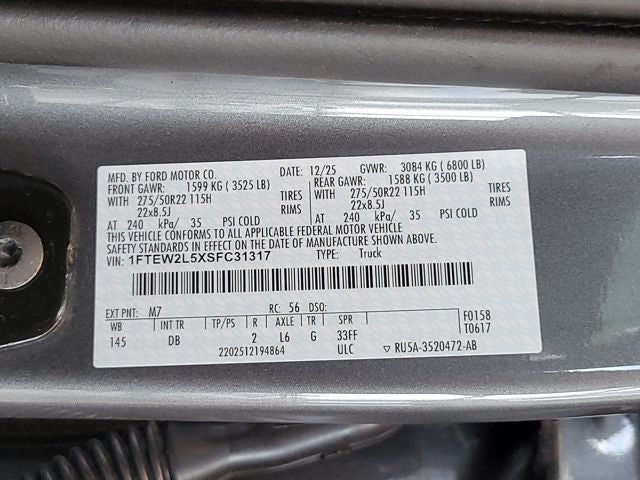 MFD. BY FORD MOTOR CO. DATE: 12/25 GVWR: 3084 KG ( 6800 LB)
FRONT GAWR: 1599 KG ( 3525 LB) REAR GAWR: 1588 KG ( 3500 LB)
WITH 275/50R22 115H TIRES WITH 275/50R22 115H TIRES
22x8.5J RIMS 22x8.5J RIMS
AT 240 kPa/ 35 PSI COLD AT 240 kPa/ 35 PSI COLD
THIS VEHICLE CONFORMS TO ALL APPLICABLE FEDERAL MOTOR VEHICLE
SAFETY STANDARDS IN EFFECT ON THE DATE OF MANUFACTURE SHOWN ABOVE.
VIN: 1FTEW2L5XSFC31317 TYPE: Truck
EXT PNT: M7 RC: 56 DSO: F0158
WB INT TR TP/PS R AXLE TR SPR T0617
145 DB 2 L6 G 33FF
2202512194864 ULC ▽ RU5A-3520472-AB